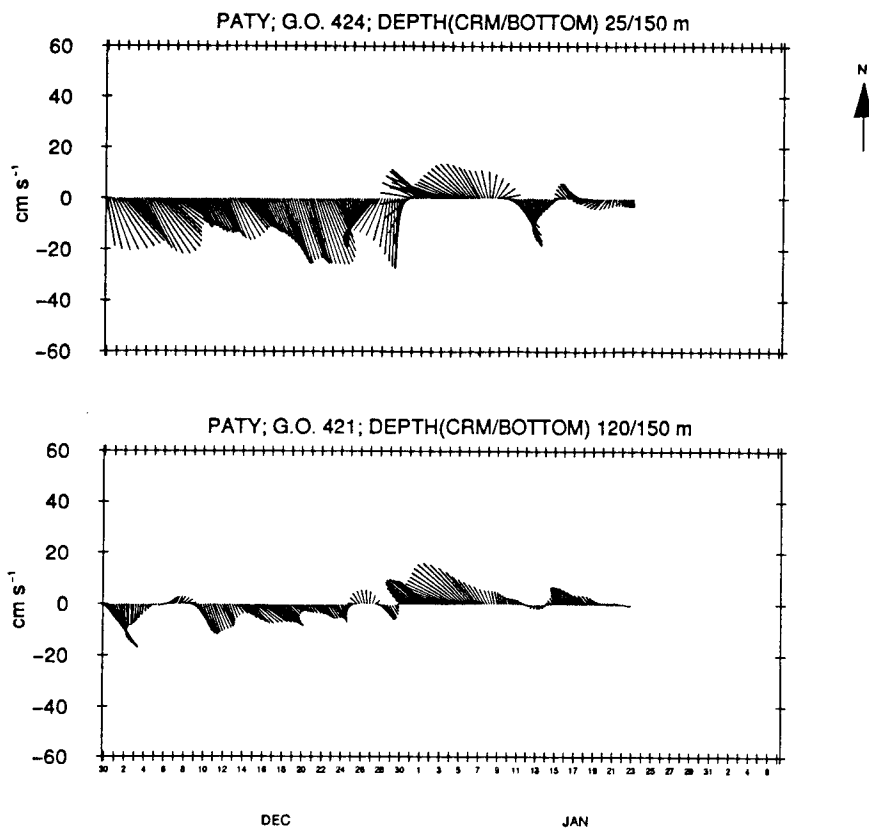 PATY; G.O. 424; DEPTH(CRM/BOTTOM) 25/150 m
60
40
20
0
−20
−40
−60
cm s⁻¹
N
PATY; G.O. 421; DEPTH(CRM/BOTTOM) 120/150 m
60
40
20
0
−20
−40
−60
cm s⁻¹
30 2 4 6 8 10 12 14 16 18 20 22 24 26 28 30 1 3 5 7 9 11 13 15 17 19 21 23 25 27 29 31 2 4 6 8
DEC JAN